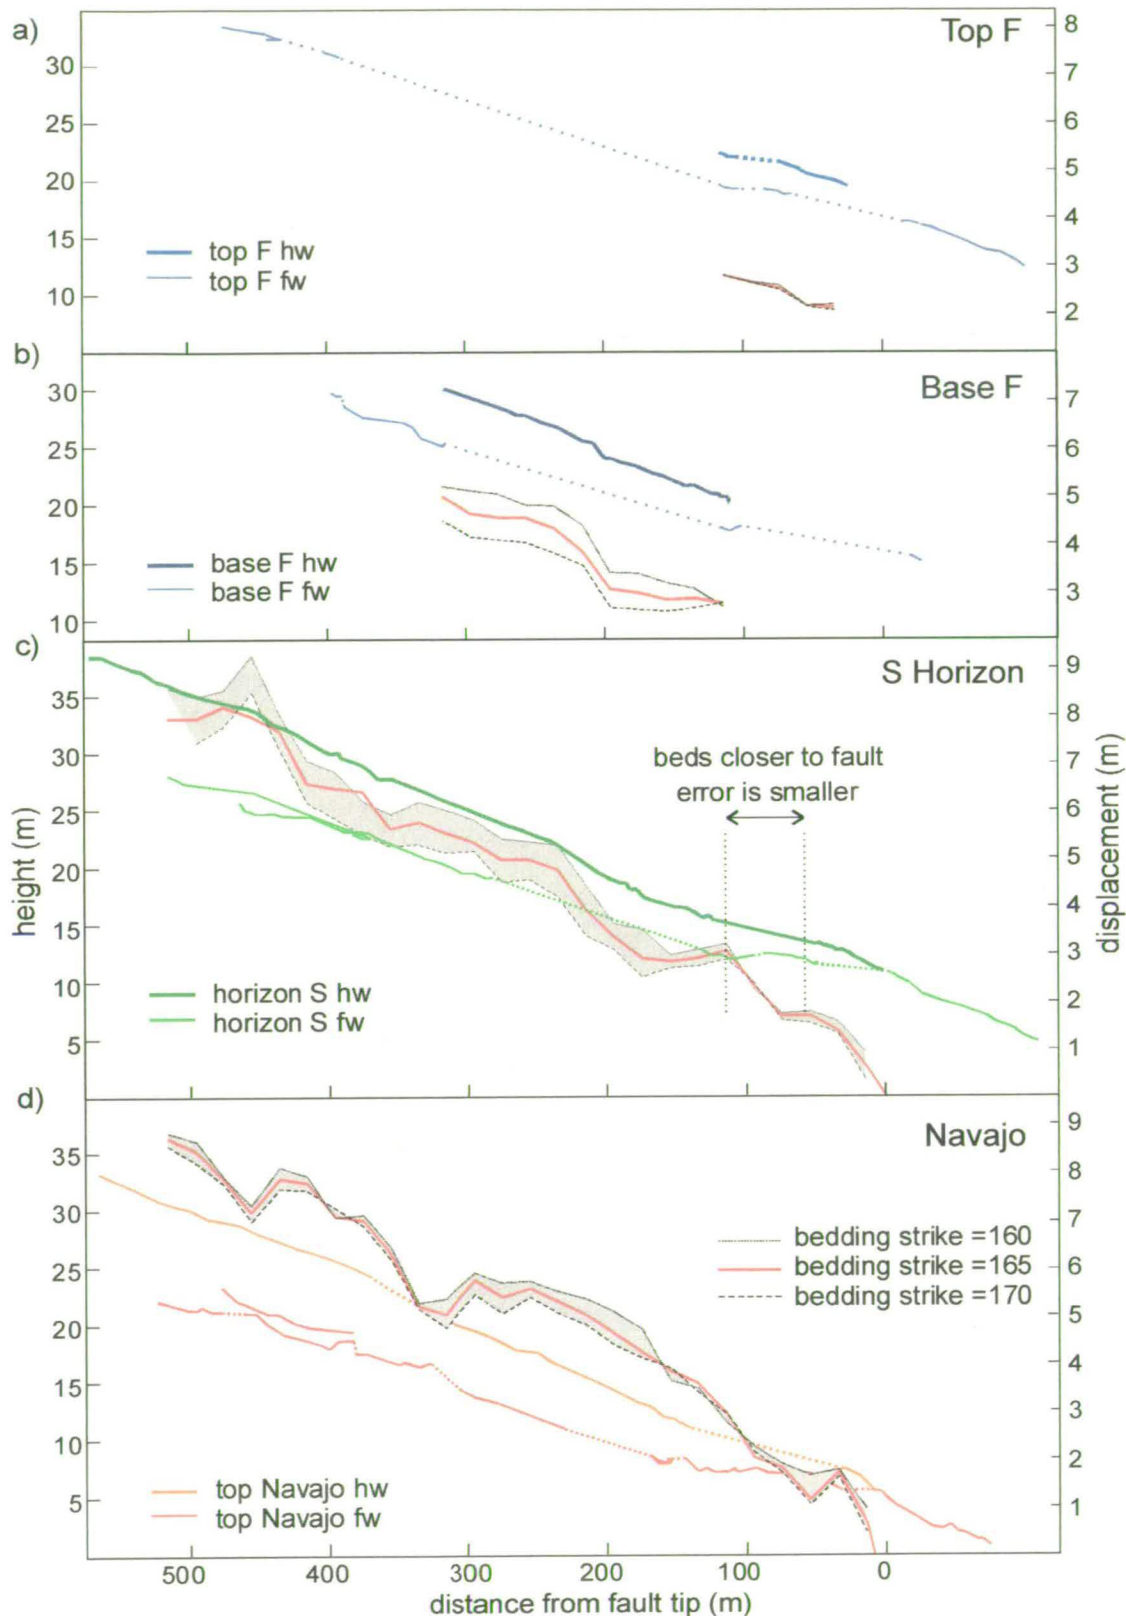 a)
Top F
8
30
7
25
6
5
20
4
15
top F hw
top F fw
3
10
2
b)
Base F
30
7
25
6
20
5
4
15
base F hw
base F fw
3
10
c)
S Horizon
9
35
8
30
beds closer to fault
error is smaller
7
25
6
20
5
height (m)
displacement (m)
15
4
3
10
horizon S hw
horizon S fw
2
5
1
d)
Navajo
9
35
8
30
bedding strike =160
bedding strike =165
bedding strike =170
7
25
6
20
5
15
4
3
10
top Navajo hw
top Navajo fw
2
5
1
500 400 300 200 100 0
distance from fault tip (m)